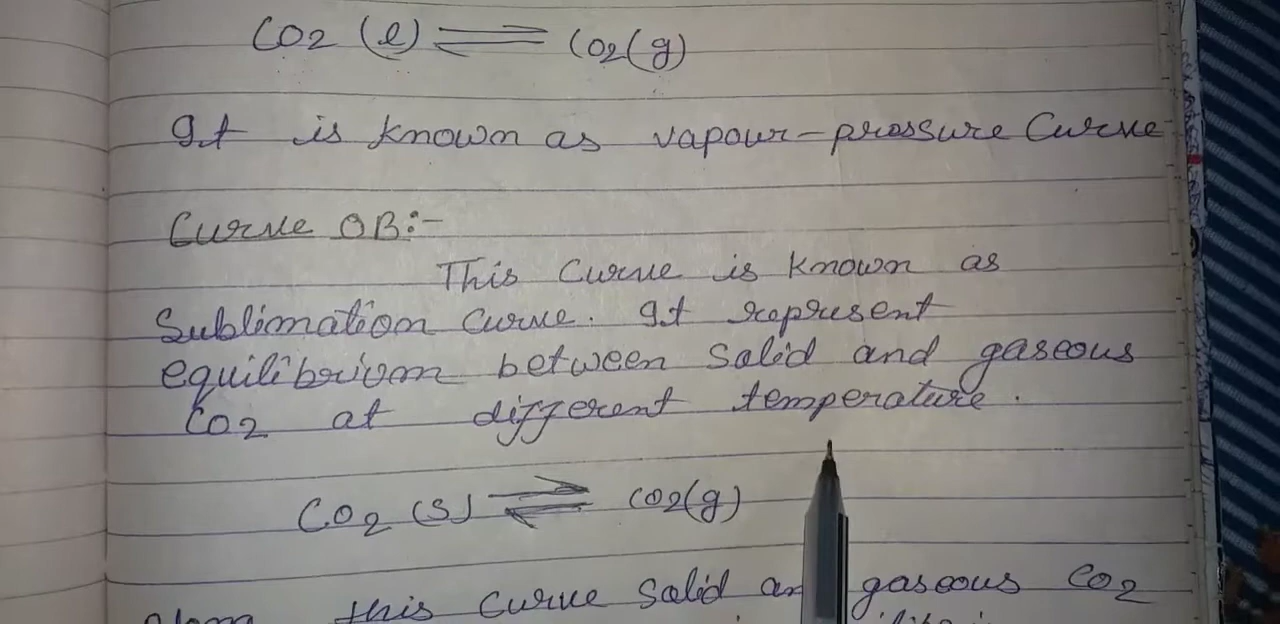 CO2 (l) ⇌ CO2(g)
It is known as vapour-pressure Curve
Curve OB:-
This Curve is known as
Sublimation Curve. It represent
equilibrium between Solid and gaseous
CO2 at different temperature.
CO2 (s) ⇌ CO2(g)
this Curve Solid gaseous CO2